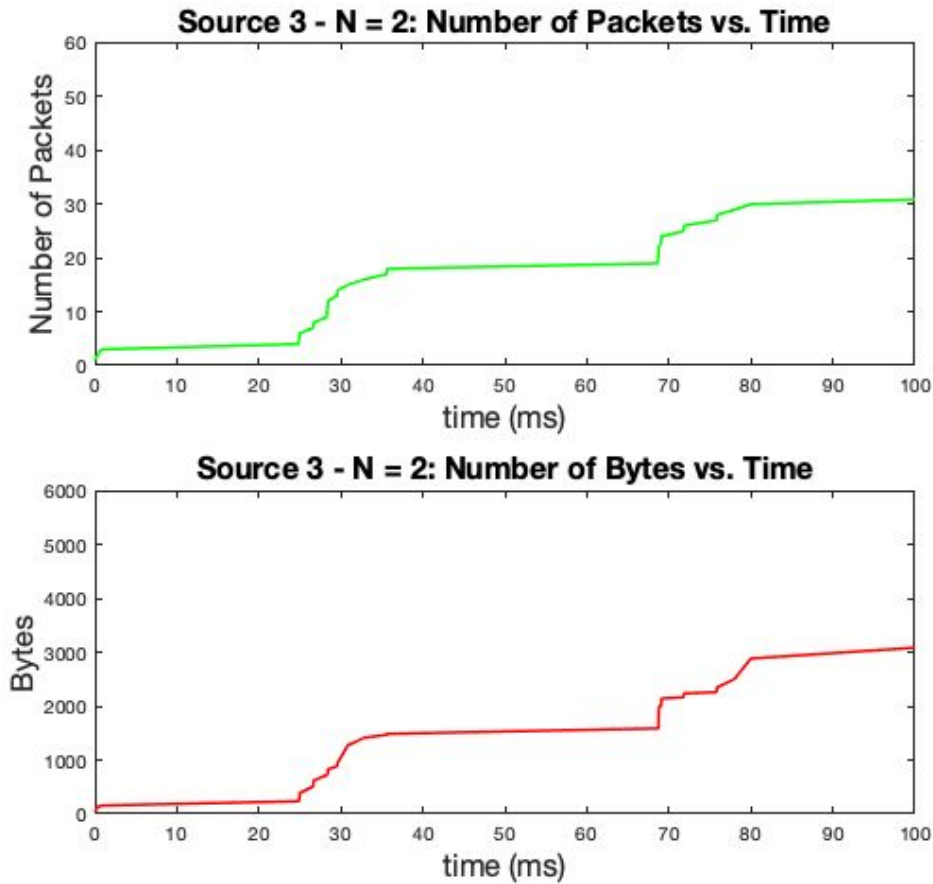 Source 3 - N = 2: Number of Packets vs. Time
Number of Packets
60
50
40
30
20
10
0
0 10 20 30 40 50 60 70 80 90 100
time (ms)
Source 3 - N = 2: Number of Bytes vs. Time
Bytes
6000
5000
4000
3000
2000
1000
0
0 10 20 30 40 50 60 70 80 90 100
time (ms)